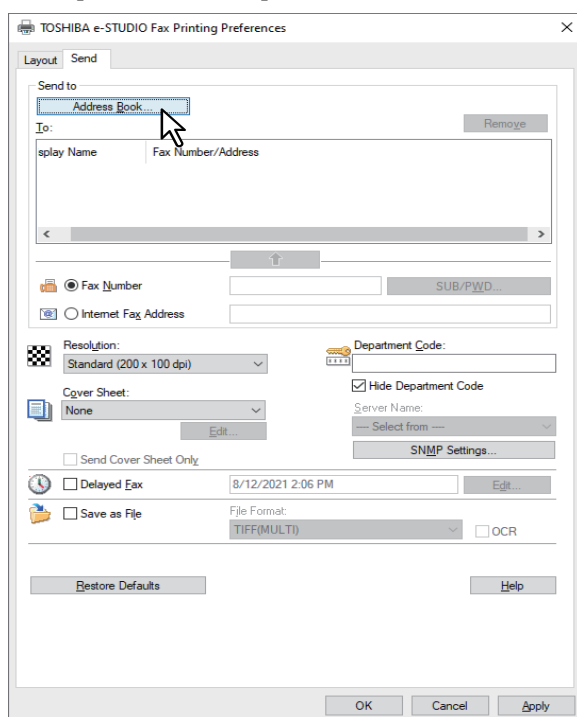 TOSHIBA e-STUDIO Fax Printing Preferences
Layout Send
Send to
Address Book...
To: Remove
splay Name Fax Number/Address
Fax Number SUB/PWD...
Internet Fax Address
Resolution: Department Code:
Standard (200 x 100 dpi)
Hide Department Code
Cover Sheet: Server Name:
None ---- Select from ----
Edit... SNMP Settings...
Send Cover Sheet Only
Delayed Fax 8/12/2021 2:06 PM Edit...
Save as File File Format:
TIFF(MULTI) OCR
Restore Defaults Help
OK Cancel Apply